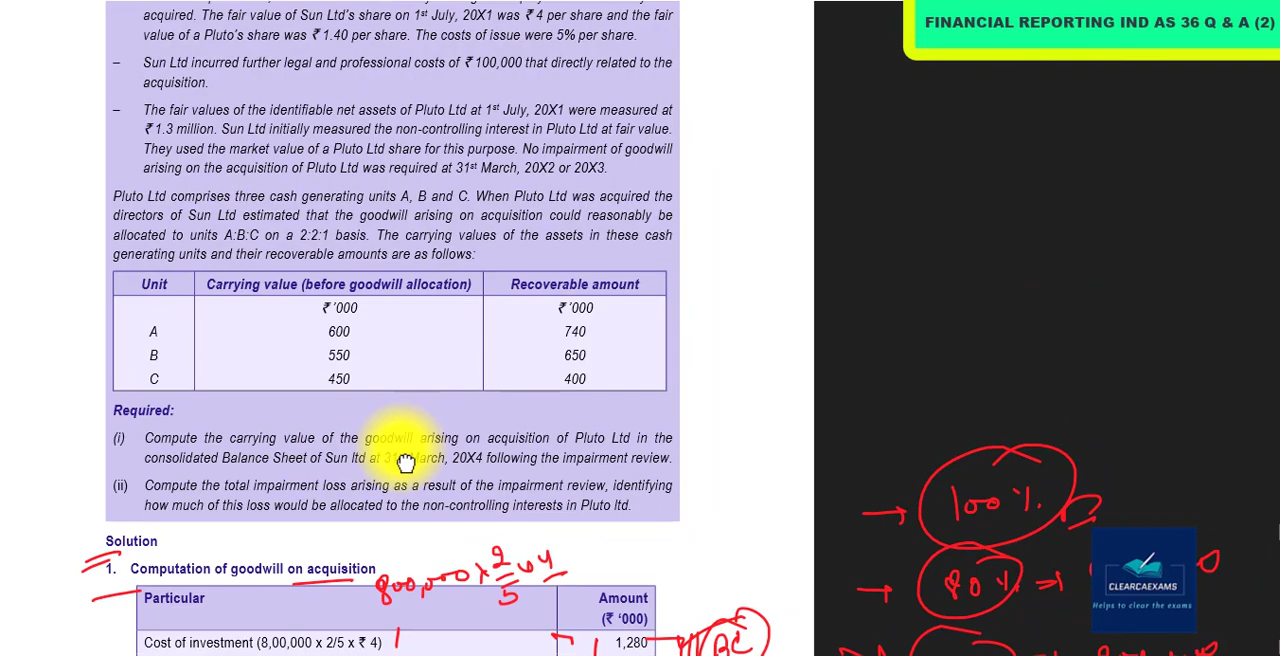 acquired. The fair value of Sun Ltd's share on 1st July, 20X1 was ₹ 4 per share and the fair
value of a Pluto's share was ₹ 1.40 per share. The costs of issue were 5% per share.
– Sun Ltd incurred further legal and professional costs of ₹ 100,000 that directly related to the
acquisition.
– The fair values of the identifiable net assets of Pluto Ltd at 1st July, 20X1 were measured at
₹ 1.3 million. Sun Ltd initially measured the non-controlling interest in Pluto Ltd at fair value.
They used the market value of a Pluto Ltd share for this purpose. No impairment of goodwill
arising on the acquisition of Pluto Ltd was required at 31st March, 20X2 or 20X3.
Pluto Ltd comprises three cash generating units A, B and C. When Pluto Ltd was acquired the
directors of Sun Ltd estimated that the goodwill arising on acquisition could reasonably be
allocated to units A:B:C on a 2:2:1 basis. The carrying values of the assets in these cash
generating units and their recoverable amounts are as follows:
Unit Carrying value (before goodwill allocation) Recoverable amount
₹ '000 ₹ '000
A 600 740
B 550 650
C 450 400
Required:
(i) Compute the carrying value of the goodwill arising on acquisition of Pluto Ltd in the
consolidated Balance Sheet of Sun ltd at 31st March, 20X4 following the impairment review.
(ii) Compute the total impairment loss arising as a result of the impairment review, identifying
how much of this loss would be allocated to the non-controlling interests in Pluto ltd.
Solution
1. Computation of goodwill on acquisition
800,000 × 2/5 × 4
Particular Amount
(₹ '000)
Cost of investment (8,00,000 x 2/5 x ₹ 4) 1,280
FINANCIAL REPORTING IND AS 36 Q & A (2)
100 %
80 %
CLEARCAEXAMS
Helps to clear the exams